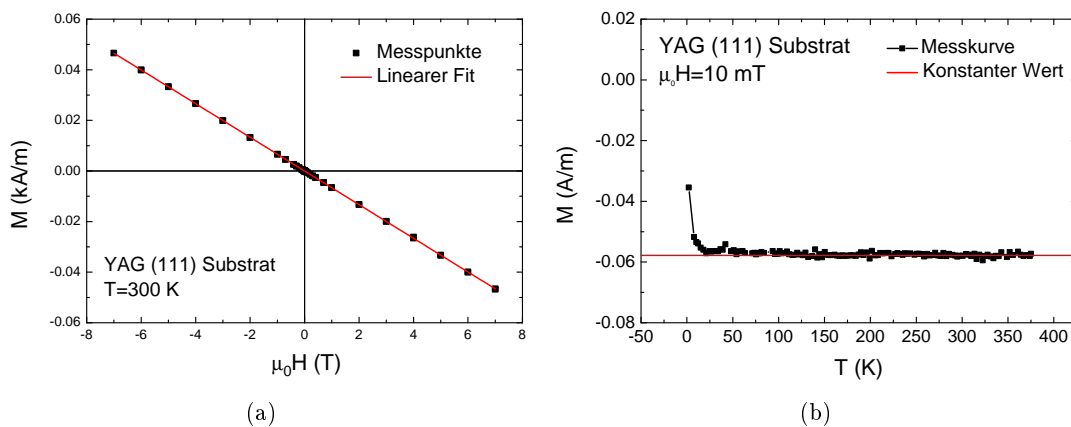 0.06
0.04
0.02
0.00
-0.02
-0.04
-0.06
M (kA/m)
Messpunkte
Linearer Fit
YAG (111) Substrat
T=300 K
-8 -6 -4 -2 0 2 4 6 8
μ₀H (T)
(a)
0.02
0.00
-0.02
-0.04
-0.06
-0.08
M (A/m)
YAG (111) Substrat
μ₀H=10 mT
Messkurve
Konstanter Wert
0 50 100 150 200 250 300 350 400
T (K)
(b)